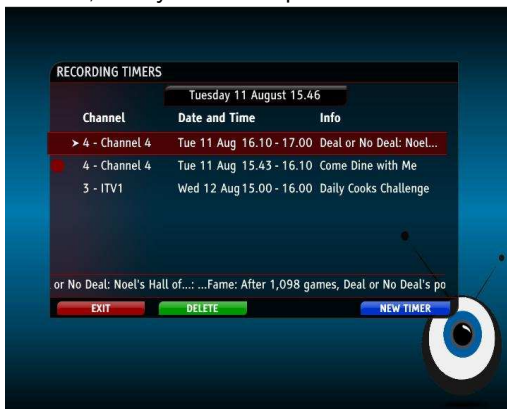 RECORDING TIMERS
Tuesday 11 August 15.46
Channel Date and Time Info
4 - Channel 4 Tue 11 Aug 16.10 - 17.00 Deal or No Deal: Noel...
4 - Channel 4 Tue 11 Aug 15.43 - 16.10 Come Dine with Me
3 - ITV1 Wed 12 Aug 15.00 - 16.00 Daily Cooks Challenge
or No Deal: Noel's Hall of...: ...Fame: After 1,098 games, Deal or No Deal's po
EXIT DELETE NEW TIMER